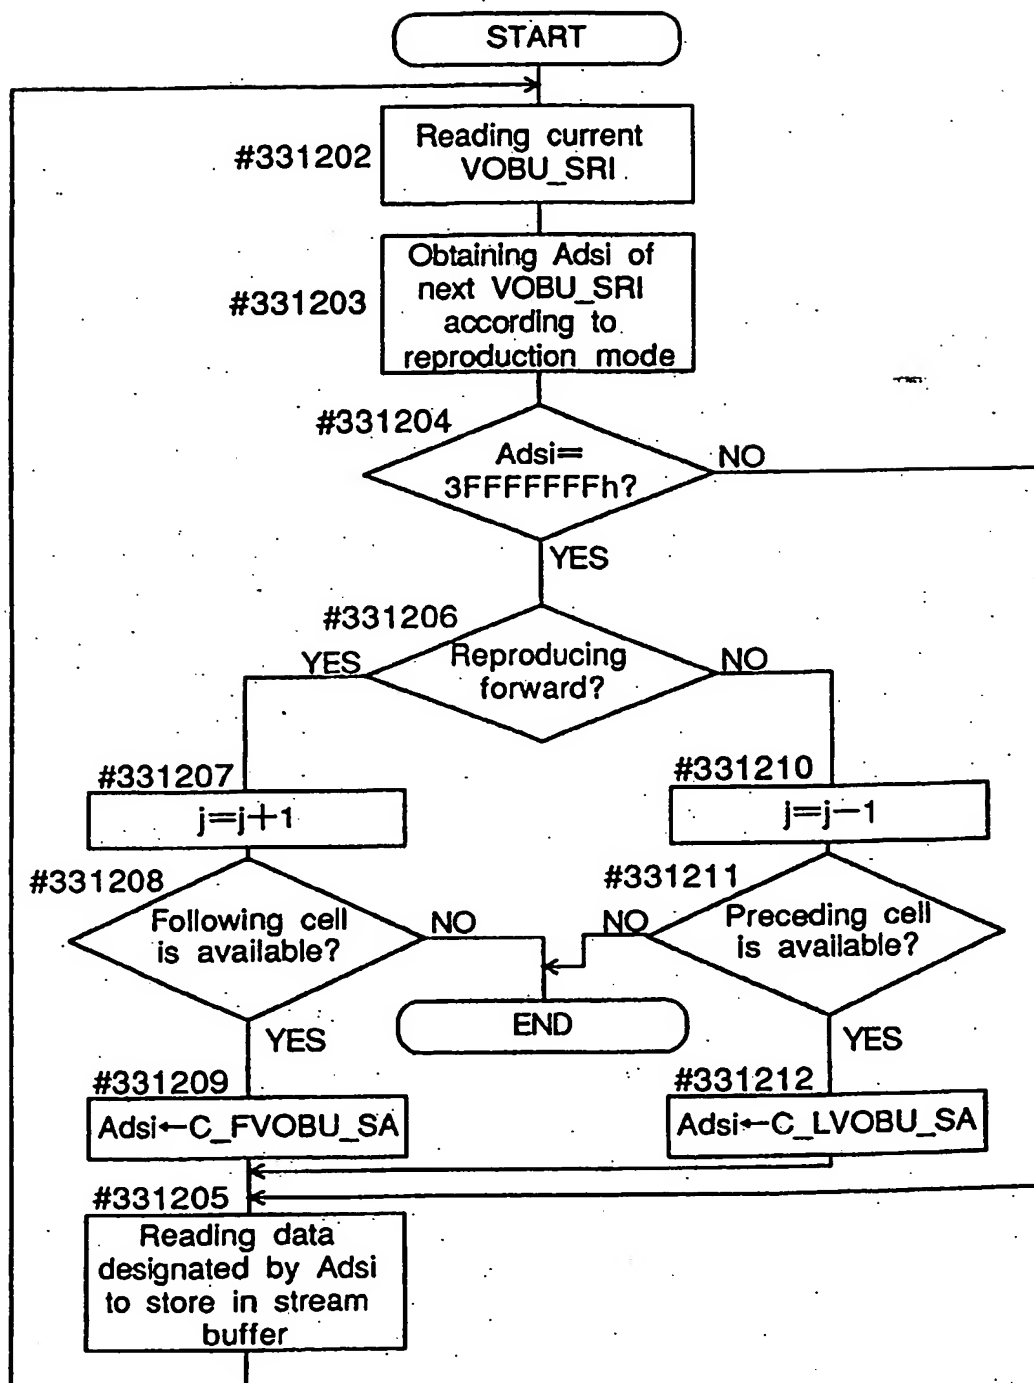 START
#331202
Reading current
VOBU_SRI
#331203
Obtaining Adsi of
next VOBU_SRI
according to
reproduction mode
#331204
Adsi=
3FFFFFFFh?
NO
YES
#331206
Reproducing
forward?
YES
NO
#331207
j=j+1
#331210
j=j-1
#331208
Following cell
is available?
NO
#331211
Preceding cell
is available?
NO
END
YES
YES
#331209
Adsi←C_FVOBU_SA
#331212
Adsi←C_LVOBU_SA
#331205
Reading data
designated by Adsi
to store in stream
buffer